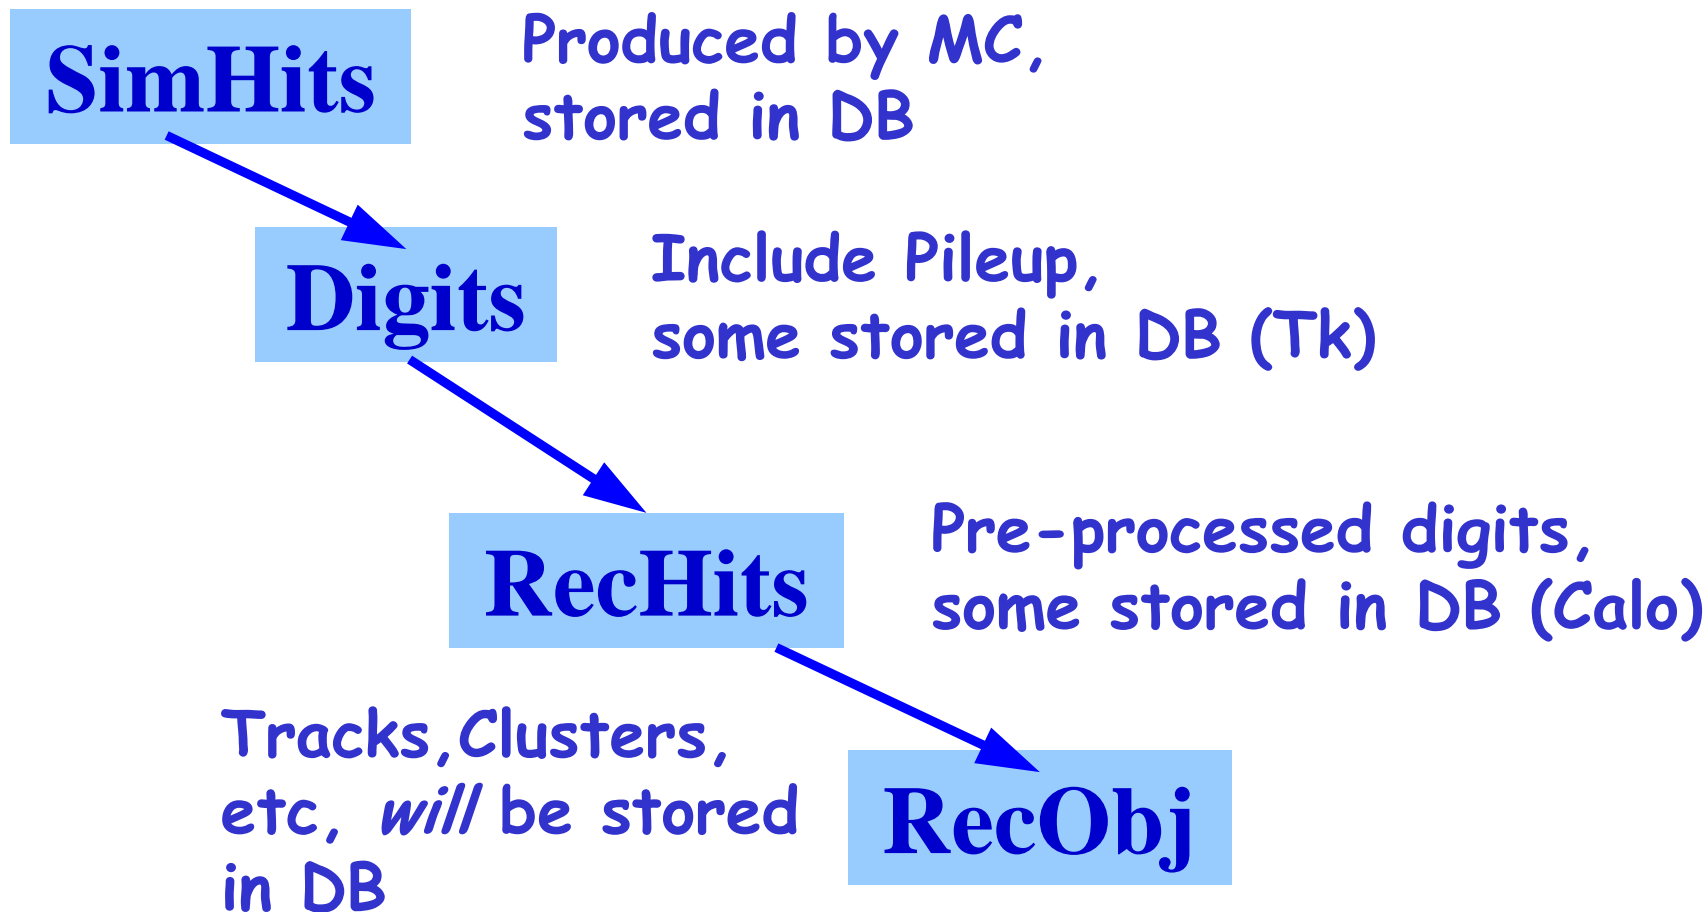 SimHits
Produced by MC,
stored in DB
Digits
Include Pileup,
some stored in DB (Tk)
RecHits
Pre-processed digits,
some stored in DB (Calo)
Tracks,Clusters,
etc, will be stored
in DB
RecObj